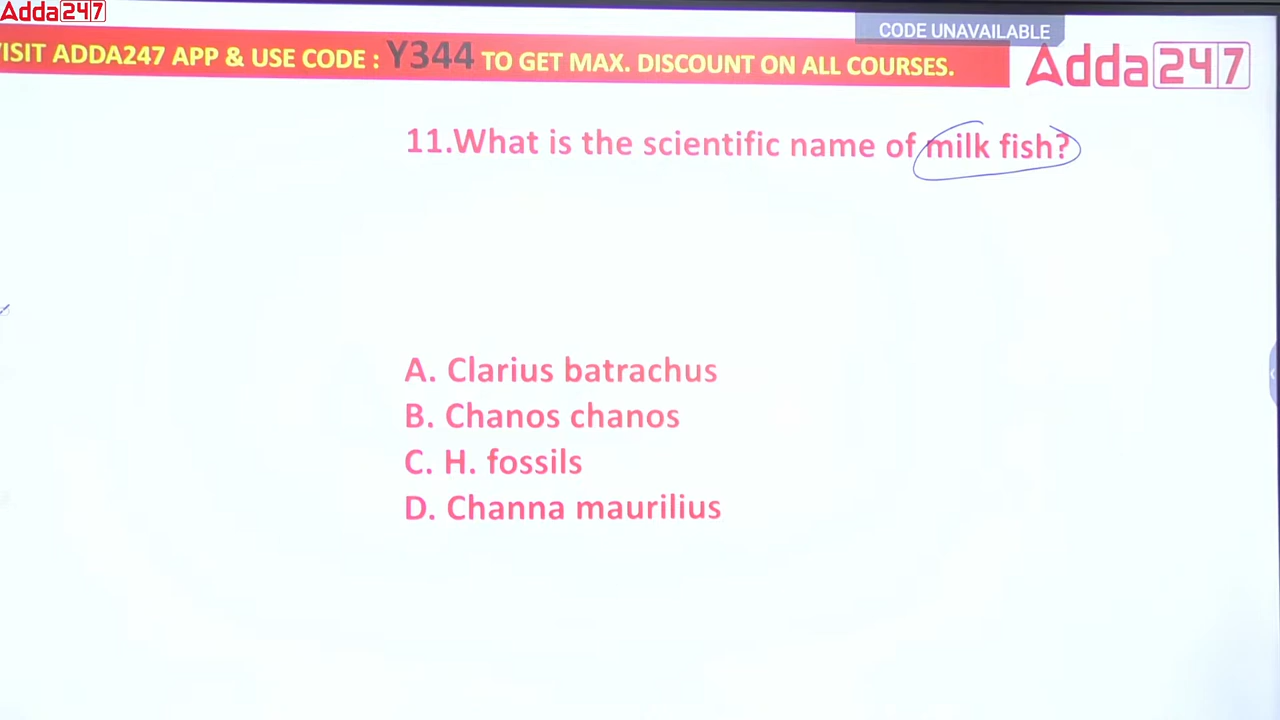 Adda247
CODE UNAVAILABLE
VISIT ADDA247 APP & USE CODE : Y344 TO GET MAX. DISCOUNT ON ALL COURSES.
Adda247
11.What is the scientific name of milk fish?
A. Clarius batrachus
B. Chanos chanos
C. H. fossils
D. Channa maurilius